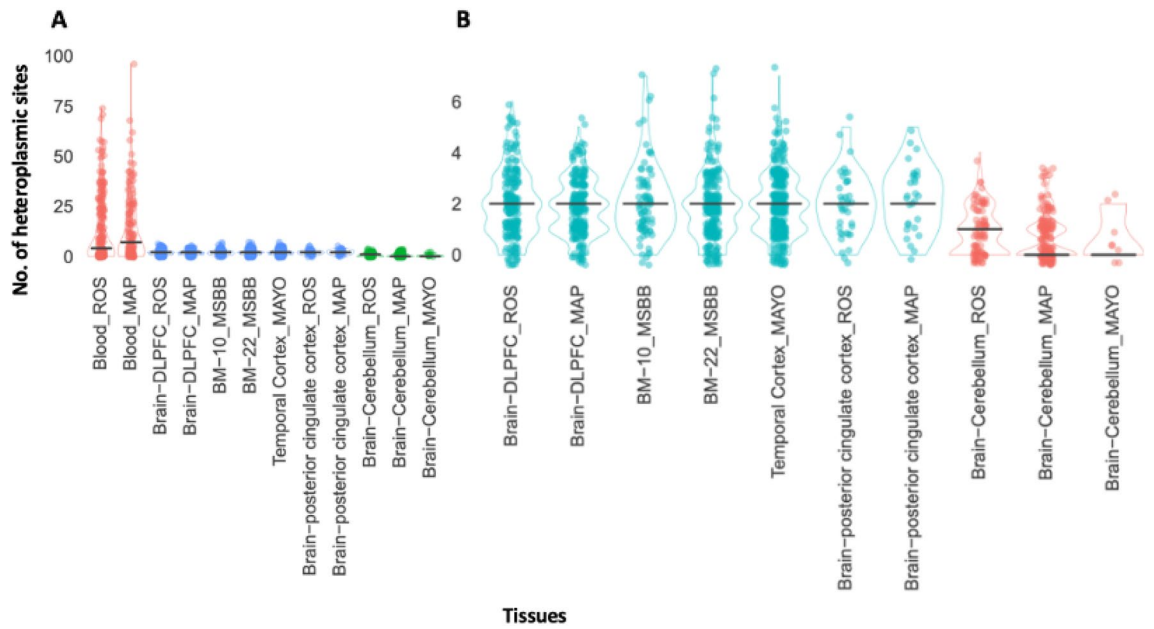 A
No. of heteroplasmic sites
100
75
50
25
0
Blood_ROS
Blood_MAP
Brain−DLPFC_ROS
Brain−DLPFC_MAP
BM−10_MSBB
BM−22_MSBB
Temporal Cortex_MAYO
Brain−posterior cingulate cortex_ROS
Brain−posterior cingulate cortex_MAP
Brain−Cerebellum_ROS
Brain−Cerebellum_MAP
Brain−Cerebellum_MAYO
B
6
4
2
0
Brain−DLPFC_ROS
Brain−DLPFC_MAP
BM−10_MSBB
BM−22_MSBB
Temporal Cortex_MAYO
Brain−posterior cingulate cortex_ROS
Brain−posterior cingulate cortex_MAP
Brain−Cerebellum_ROS
Brain−Cerebellum_MAP
Brain−Cerebellum_MAYO
Tissues